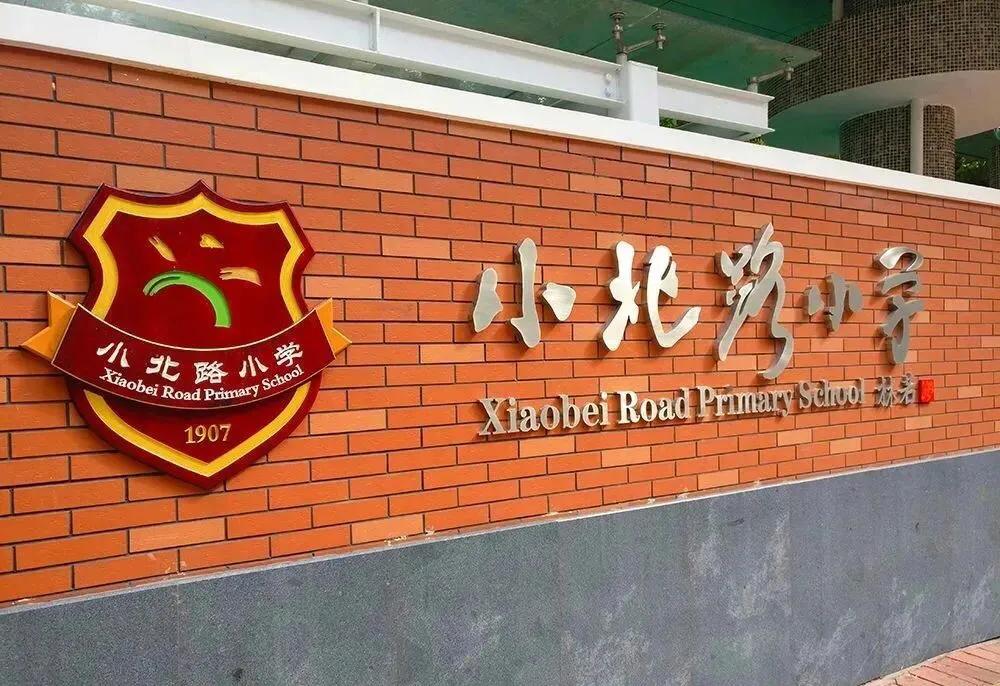 小北路小学
Xiaobei Road Primary School
1907
小北路小学
Xiaobei Road Primary School